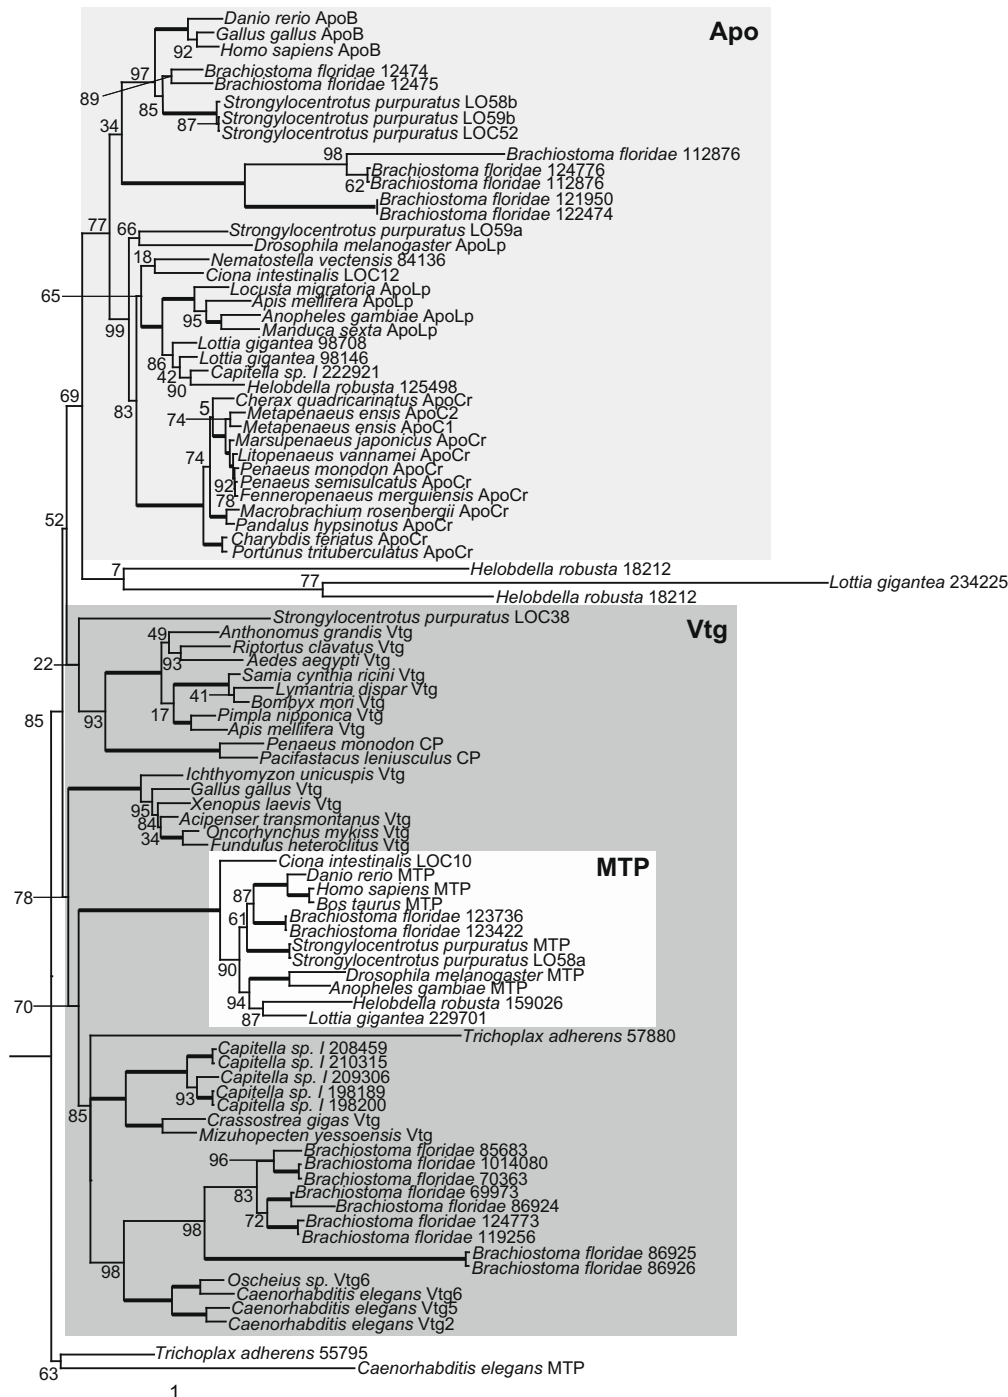 Apo
Danio rerio ApoB
Gallus gallus ApoB
92
Homo sapiens ApoB
97
Brachiostoma floridae 12474
Brachiostoma floridae 12475
89
85
Strongylocentrotus purpuratus LO58b
Strongylocentrotus purpuratus LO59b
87
Strongylocentrotus purpuratus LOC52
34
98
Brachiostoma floridae 112876
Brachiostoma floridae 124776
62
Brachiostoma floridae 112876
Brachiostoma floridae 121950
Brachiostoma floridae 122474
77
66
Strongylocentrotus purpuratus LO59a
Drosophila melanogaster ApoLp
18
Nematostella vectensis 84136
Ciona intestinalis LOC12
65
Locusta migratoria ApoLp
Apis mellifera ApoLp
95
Anopheles gambiae ApoLp
Manduca sexta ApoLp
99
Lottia gigantea 98708
86
Lottia gigantea 98146
42
Capitella sp. I 222921
90
Helobdella robusta 125498
69
83
Cherax quadricarinatus ApoCr
5
Metapenaeus ensis ApoC2
74
Metapenaeus ensis ApoC1
Marsupenaeus japonicus ApoCr
Litopenaeus vannamei ApoCr
74
Penaeus monodon ApoCr
92
Penaeus semisulcatus ApoCr
78
Fenneropenaeus merguiensis ApoCr
Macrobrachium rosenbergii ApoCr
Pandalus hypsinotus ApoCr
52
Charybdis feriatus ApoCr
Portunus trituberculatus ApoCr
7
Helobdella robusta 18212
77
Lottia gigantea 234225
Helobdella robusta 18212
Vtg
Strongylocentrotus purpuratus LOC38
49
Anthonomus grandis Vtg
Riptortus clavatus Vtg
93
Aedes aegypti Vtg
22
Samia cynthia ricini Vtg
41
Lymantria dispar Vtg
Bombyx mori Vtg
17
Pimpla nipponica Vtg
85
93
Apis mellifera Vtg
Penaeus monodon CP
Pacifastacus leniusculus CP
Ichthyomyzon unicuspis Vtg
Gallus gallus Vtg
95
Xenopus laevis Vtg
84
Acipenser transmontanus Vtg
34
Oncorhynchus mykiss Vtg
Fundulus heteroclitus Vtg
MTP
Ciona intestinalis LOC10
Danio rerio MTP
78
87
Homo sapiens MTP
Bos taurus MTP
61
Brachiostoma floridae 123736
Brachiostoma floridae 123422
Strongylocentrotus purpuratus MTP
Strongylocentrotus purpuratus LO58a
90
Drosophila melanogaster MTP
Anopheles gambiae MTP
94
Helobdella robusta 159026
70
87
Lottia gigantea 229701
Trichoplax adherens 57880
Capitella sp. I 208459
Capitella sp. I 210315
Capitella sp. I 209306
93
Capitella sp. I 198189
Capitella sp. I 198200
85
Crassostrea gigas Vtg
Mizuhopecten yessoensis Vtg
Brachiostoma floridae 85683
96
Brachiostoma floridae 1014080
Brachiostoma floridae 70363
83
Brachiostoma floridae 69973
Brachiostoma floridae 86924
72
98
Brachiostoma floridae 124773
Brachiostoma floridae 119256
Brachiostoma floridae 86925
Brachiostoma floridae 86926
98
Oscheius sp. Vtg6
Caenorhabditis elegans Vtg6
Caenorhabditis elegans Vtg5
Caenorhabditis elegans Vtg2
Trichoplax adherens 55795
63
Caenorhabditis elegans MTP
1